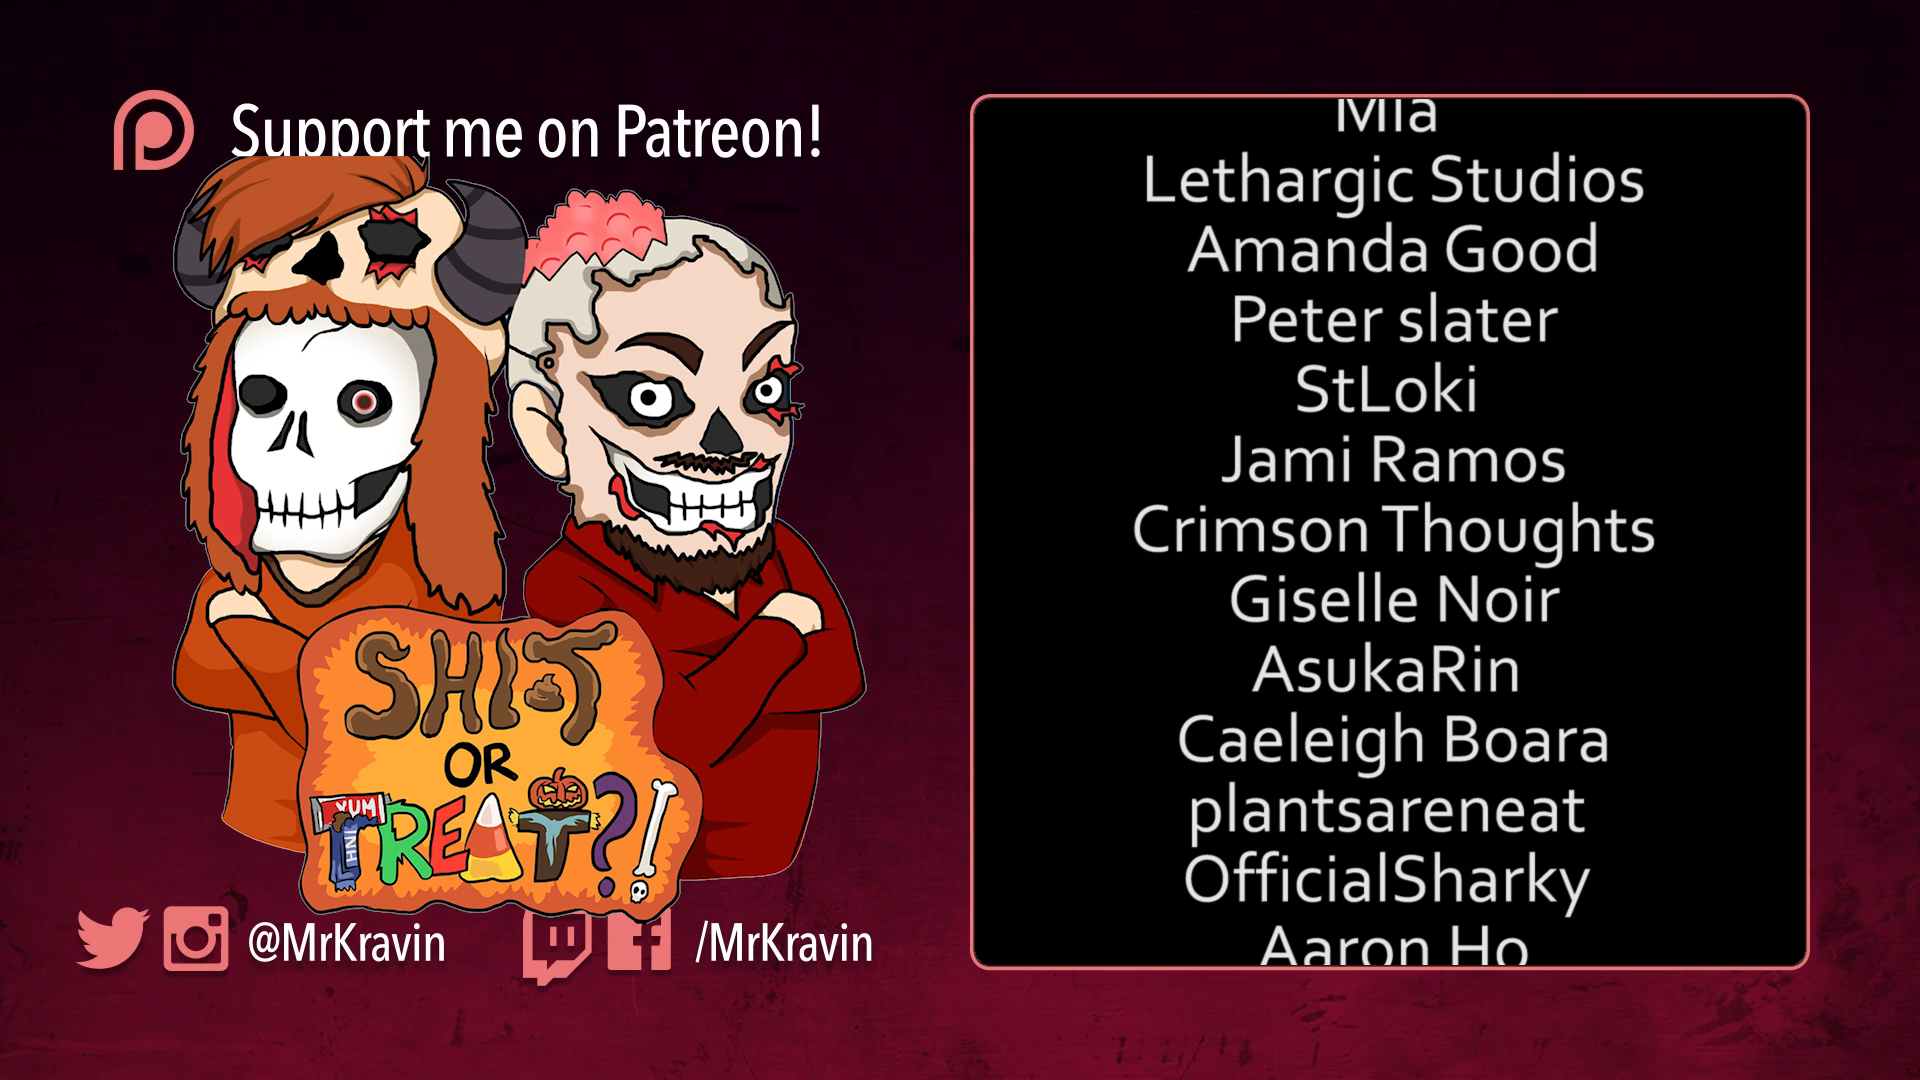 Support me on Patreon!
SHIT
OR
YUM
TREAT?!
@MrKravin
/MrKravin
Mia
Lethargic Studios
Amanda Good
Peter slater
StLoki
Jami Ramos
Crimson Thoughts
Giselle Noir
AsukaRin
Caeleigh Boara
plantsareneat
OfficialSharky
Aaron Ho